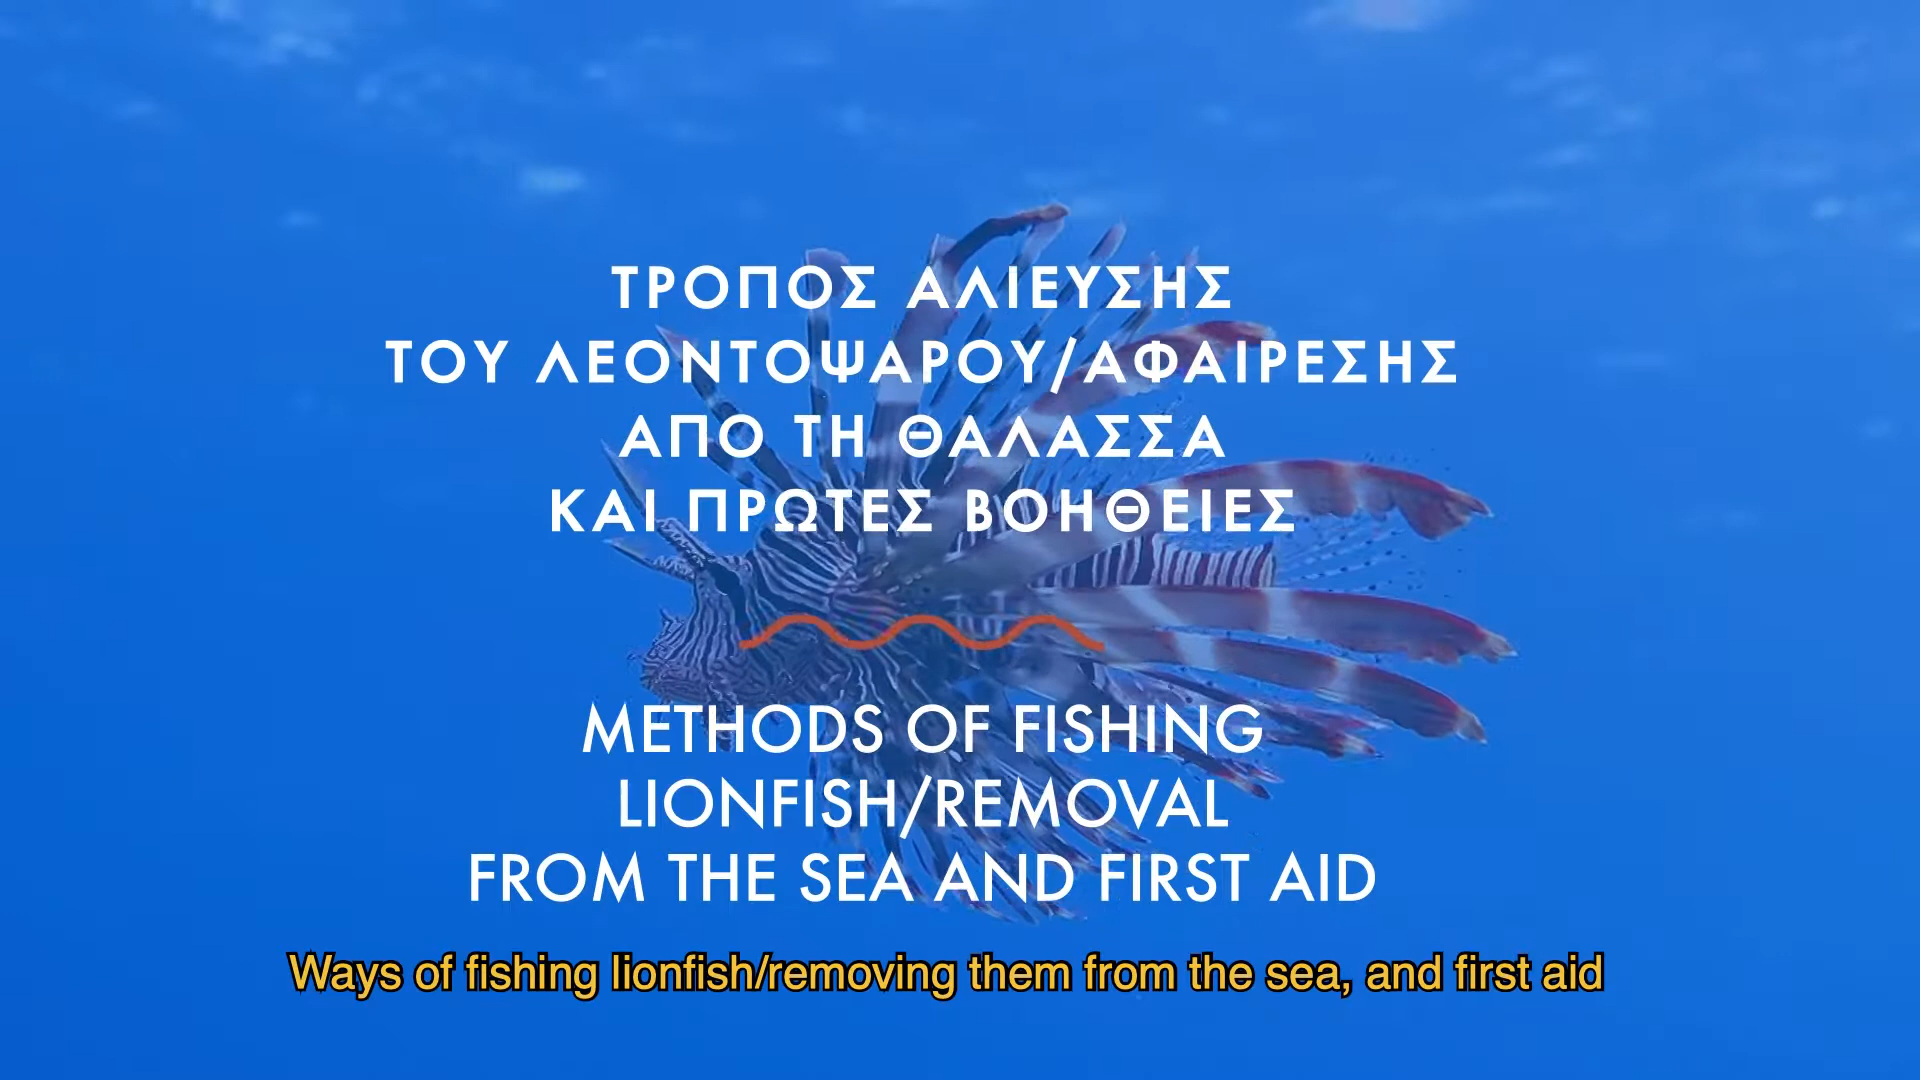 ΤΡΟΠΟΣ ΑΛΙΕΥΣΗΣ
ΤΟΥ ΛΕΟΝΤΟΨΑΡΟΥ/ΑΦΑΙΡΕΣΗΣ
ΑΠΟ ΤΗ ΘΑΛΑΣΣΑ
ΚΑΙ ΠΡΩΤΕΣ ΒΟΗΘΕΙΕΣ
METHODS OF FISHING
LIONFISH/REMOVAL
FROM THE SEA AND FIRST AID
Ways of fishing lionfish/removing them from the sea, and first aid